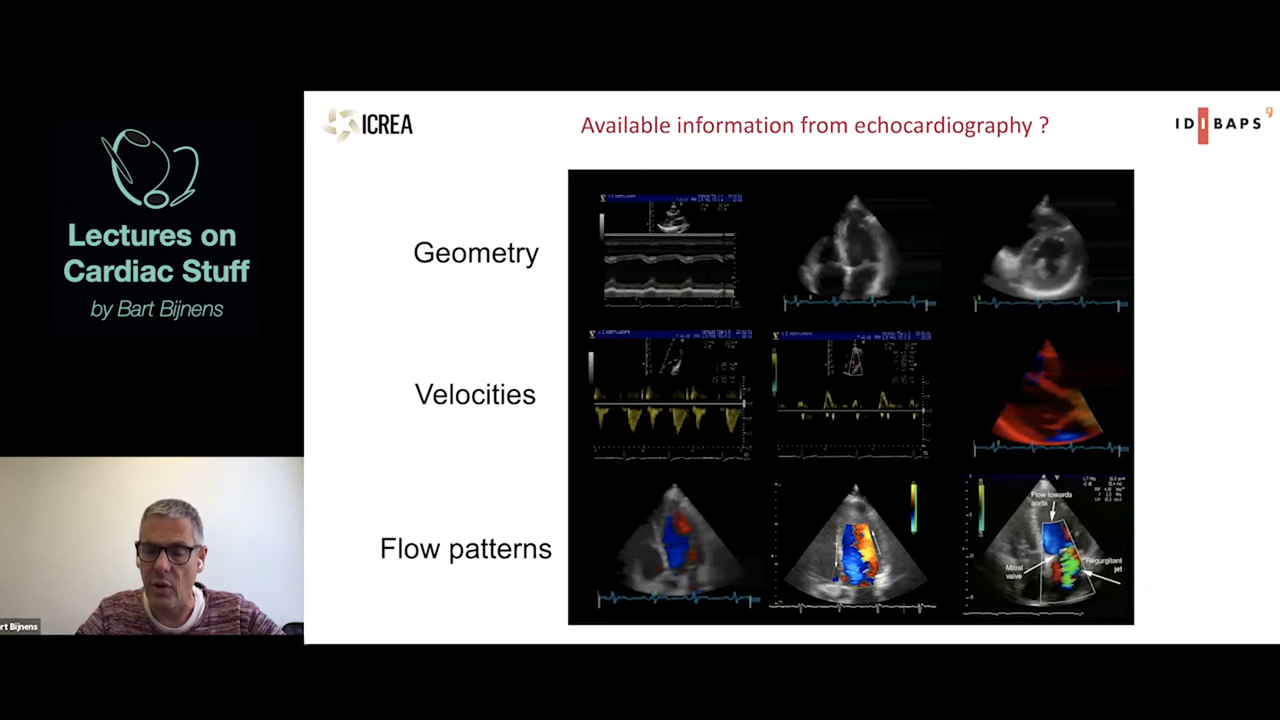 Lectures on
Cardiac Stuff
by Bart Bijnens
rt Bijnens
ICREA
Available information from echocardiography ?
IDIBAPS
Geometry
Velocities
Flow patterns
Flow towards
aorta
Mitral
valve
Regurgitant
jet